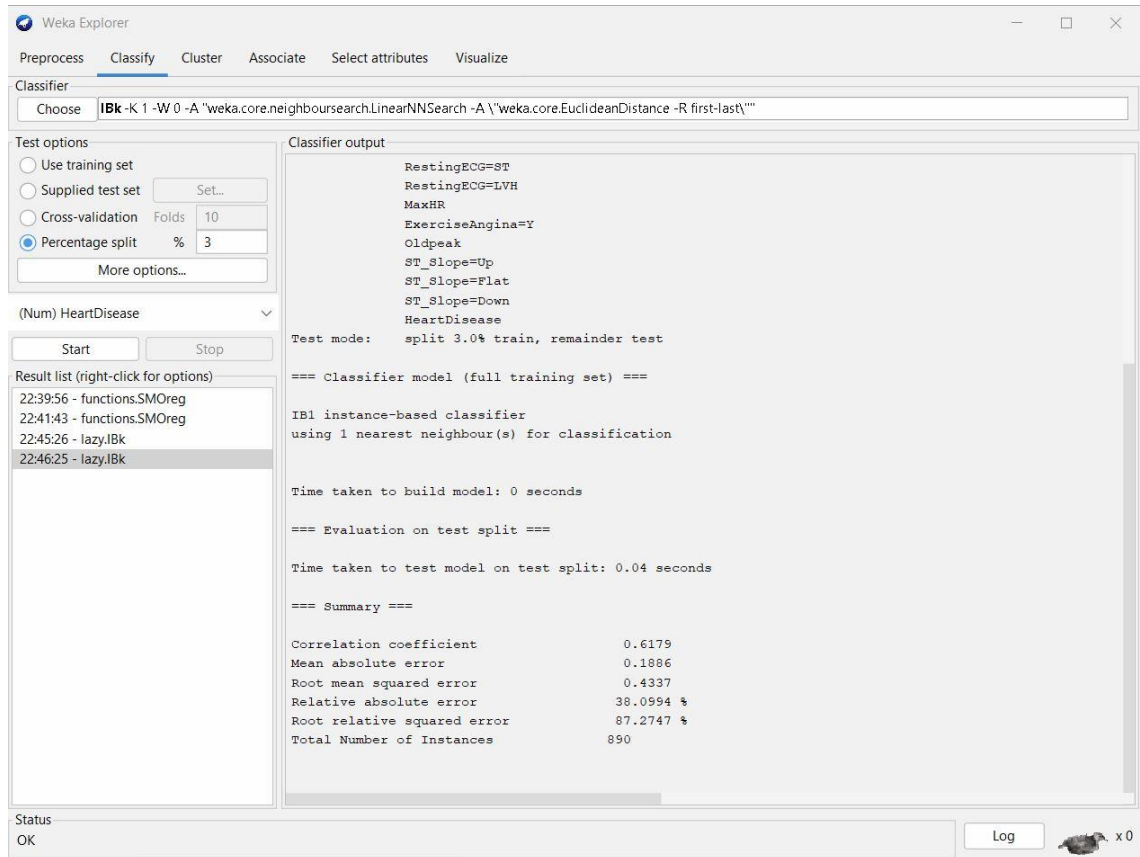 Weka Explorer
Preprocess Classify Cluster Associate Select attributes Visualize
Classifier
Choose IBk -K 1 -W 0 -A "weka.core.neighboursearch.LinearNNSearch -A \"weka.core.EuclideanDistance -R first-last\""
Test options
Use training set
Supplied test set Set...
Cross-validation Folds 10
Percentage split % 3
More options...
(Num) HeartDisease
Start Stop
Result list (right-click for options)
22:39:56 - functions.SMOreg
22:41:43 - functions.SMOreg
22:45:26 - lazy.IBk
22:46:25 - lazy.IBk
Classifier output
RestingECG=ST
RestingECG=LVH
MaxHR
ExerciseAngina=Y
Oldpeak
ST_Slope=Up
ST_Slope=Flat
ST_Slope=Down
HeartDisease
Test mode: split 3.0% train, remainder test
=== Classifier model (full training set) ===
IB1 instance-based classifier
using 1 nearest neighbour(s) for classification
Time taken to build model: 0 seconds
=== Evaluation on test split ===
Time taken to test model on test split: 0.04 seconds
=== Summary ===
Correlation coefficient 0.6179
Mean absolute error 0.1886
Root mean squared error 0.4337
Relative absolute error 38.0994 %
Root relative squared error 87.2747 %
Total Number of Instances 890
Status
OK
Log x 0